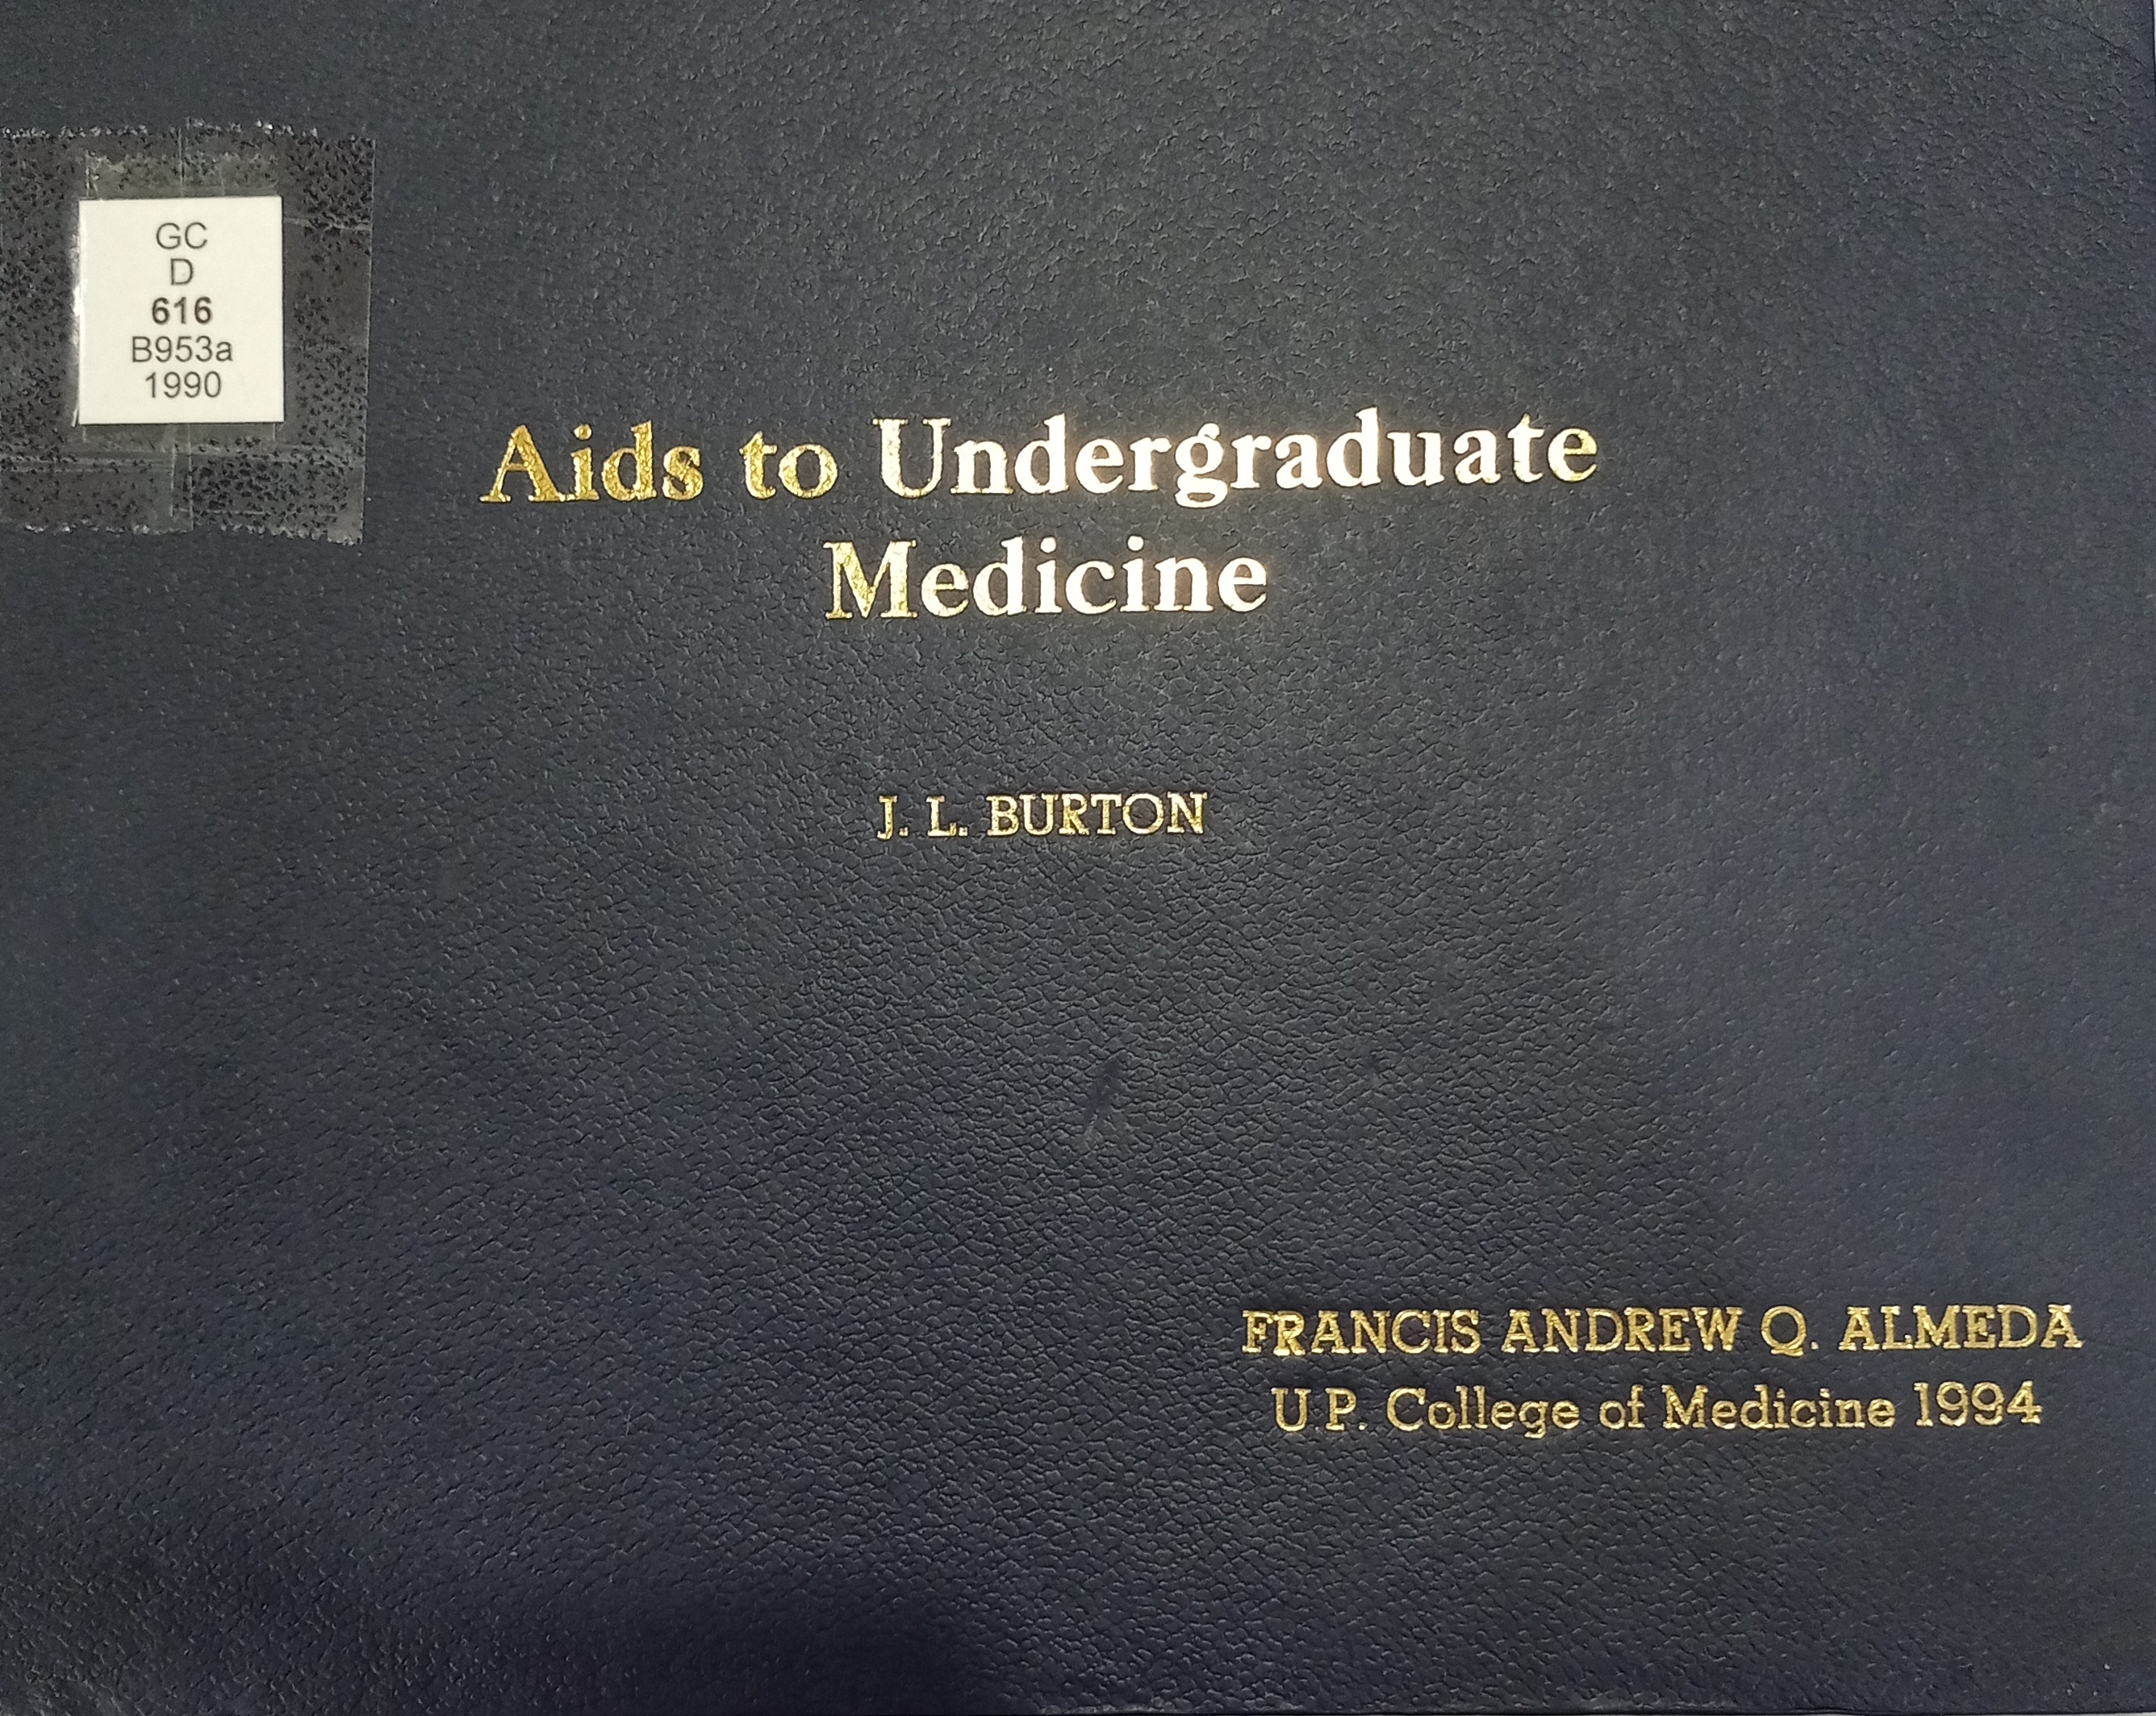 GC
D
616
B953a
1990
Aids to Undergraduate
Medicine
J. L. BURTON
FRANCIS ANDREW Q. ALMEDA
U.P. College of Medicine 1994